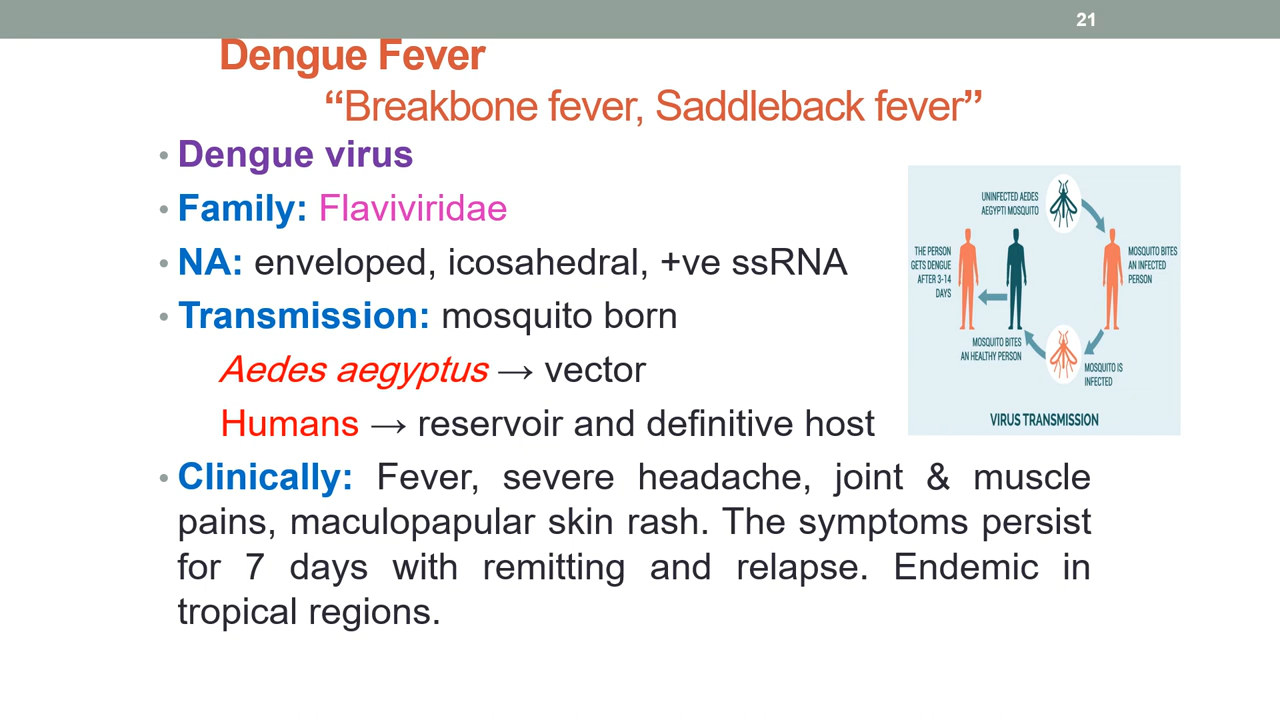 21
Dengue Fever
“Breakbone fever, Saddleback fever”
• Dengue virus
• Family: Flaviviridae
• NA: enveloped, icosahedral, +ve ssRNA
• Transmission: mosquito born
Aedes aegyptus → vector
Humans → reservoir and definitive host
• Clinically: Fever, severe headache, joint & muscle
pains, maculopapular skin rash. The symptoms persist
for 7 days with remitting and relapse. Endemic in
tropical regions.
UNINFECTED AEDES
AEGYPTI MOSQUITO
MOSQUITO BITES
AN INFECTED
PERSON
MOSQUITO IS
INFECTED
MOSQUITO BITES
AN HEALTHY PERSON
THE PERSON
GETS DENGUE
AFTER 3-14
DAYS
VIRUS TRANSMISSION